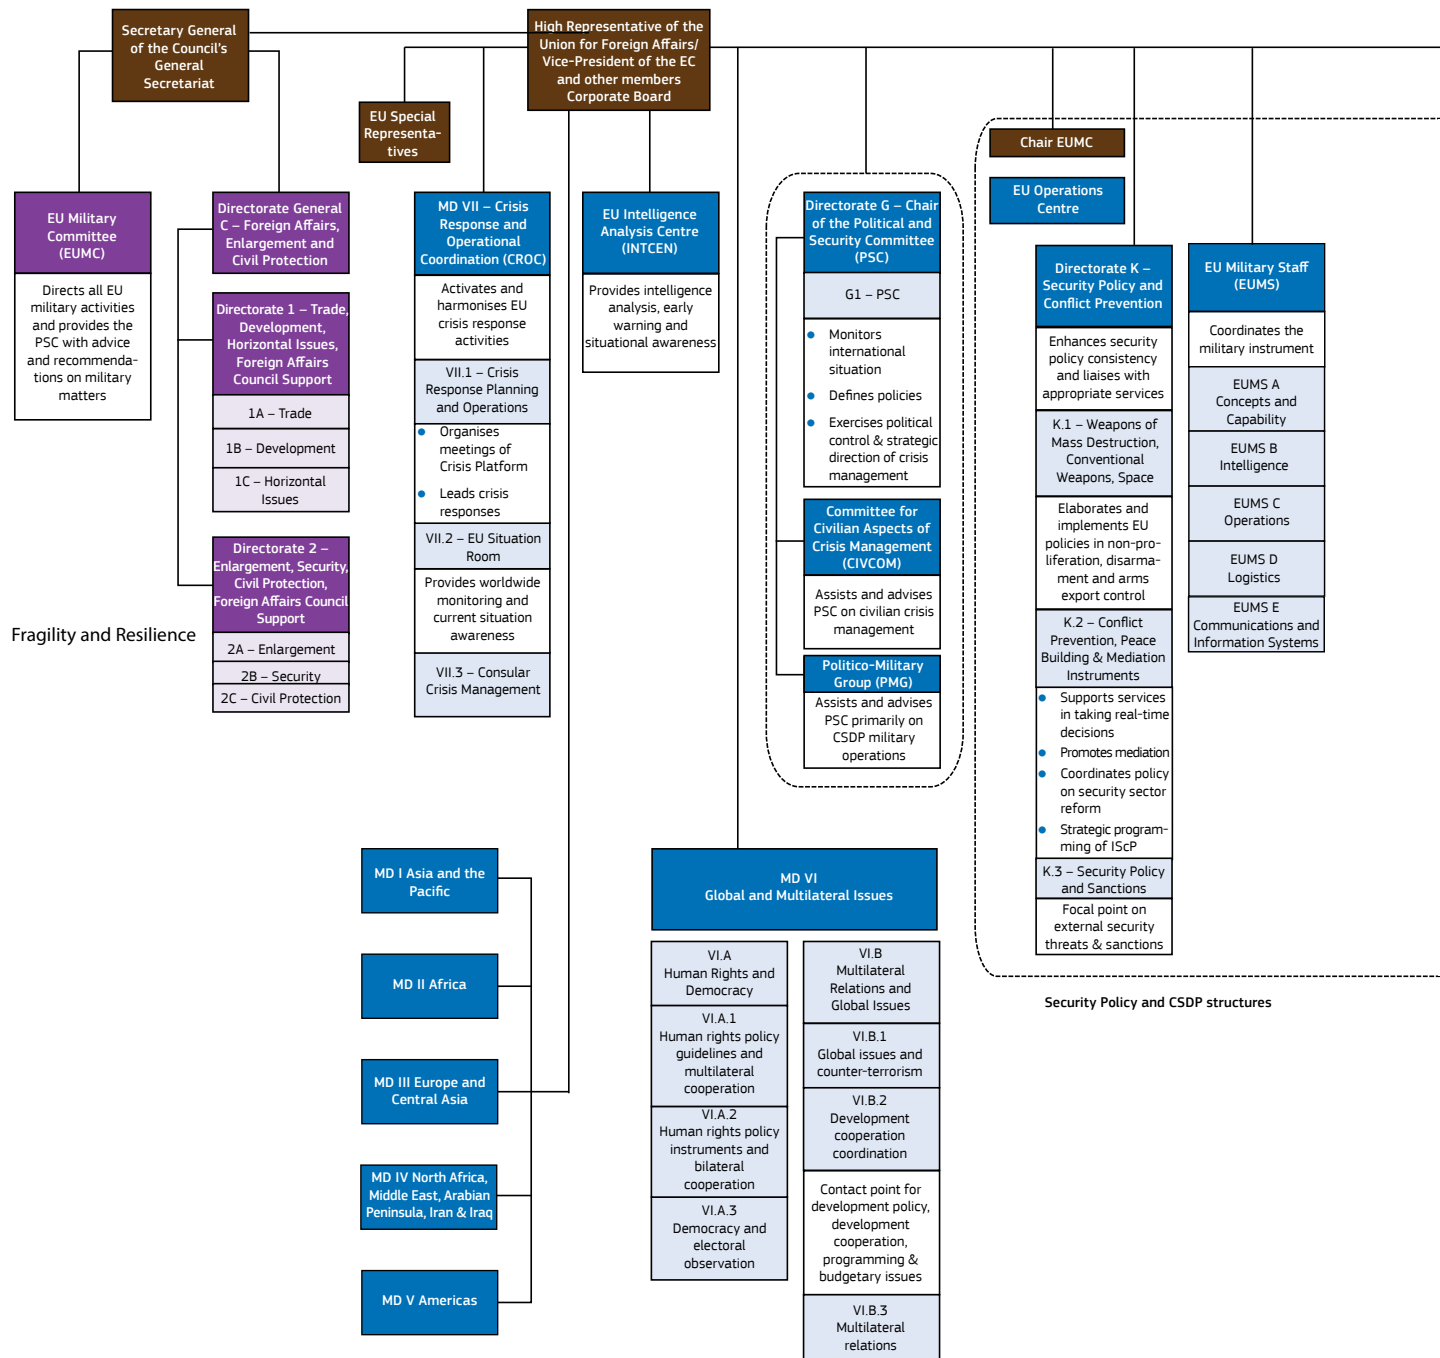 Secretary General
of the Council's
General
Secretariat
High Representative of the
Union for Foreign Affairs/
Vice-President of the EC
and other members
Corporate Board
EU Special
Representa-
tives
Chair EUMC
EU Operations
Centre
EU Military
Committee
(EUMC)
Directs all EU
military activities
and provides the
PSC with advice
and recommenda-
tions on military
matters
Directorate General
C – Foreign Affairs,
Enlargement and
Civil Protection
Directorate 1 – Trade,
Development,
Horizontal Issues,
Foreign Affairs
Council Support
1A – Trade
1B – Development
1C – Horizontal
Issues
Directorate 2 –
Enlargement, Security,
Civil Protection,
Foreign Affairs Council
Support
2A – Enlargement
2B – Security
2C – Civil Protection
Fragility and Resilience
MD VII – Crisis
Response and
Operational
Coordination (CROC)
Activates and
harmonises EU
crisis response
activities
VII.1 – Crisis
Response Planning
and Operations
• Organises
meetings of
Crisis Platform
• Leads crisis
responses
VII.2 – EU Situation
Room
Provides worldwide
monitoring and
current situation
awareness
VII.3 – Consular
Crisis Management
EU Intelligence
Analysis Centre
(INTCEN)
Provides intelligence
analysis, early
warning and
situational awareness
Directorate G – Chair
of the Political and
Security Committee
(PSC)
G1 – PSC
• Monitors
international
situation
• Defines policies
• Exercises political
control & strategic
direction of crisis
management
Committee for
Civilian Aspects of
Crisis Management
(CIVCOM)
Assists and advises
PSC on civilian crisis
management
Politico-Military
Group (PMG)
Assists and advises
PSC primarily on
CSDP military
operations
Directorate K –
Security Policy and
Conflict Prevention
Enhances security
policy consistency
and liaises with
appropriate services
K.1 – Weapons of
Mass Destruction,
Conventional
Weapons, Space
Elaborates and
implements EU
policies in non-pro-
liferation, disarma-
ment and arms
export control
K.2 – Conflict
Prevention, Peace
Building & Mediation
Instruments
• Supports services
in taking real-time
decisions
• Promotes mediation
• Coordinates policy
on security sector
reform
• Strategic program-
ming of IScP
K.3 – Security Policy
and Sanctions
Focal point on
external security
threats & sanctions
EU Military Staff
(EUMS)
Coordinates the
military instrument
EUMS A
Concepts and
Capability
EUMS B
Intelligence
EUMS C
Operations
EUMS D
Logistics
EUMS E
Communications and
Information Systems
Security Policy and CSDP structures
MD I Asia and the
Pacific
MD II Africa
MD III Europe and
Central Asia
MD IV North Africa,
Middle East, Arabian
Peninsula, Iran & Iraq
MD V Americas
MD VI
Global and Multilateral Issues
VI.A
Human Rights and
Democracy
VI.A.1
Human rights policy
guidelines and
multilateral
cooperation
VI.A.2
Human rights policy
instruments and
bilateral
cooperation
VI.A.3
Democracy and
electoral
observation
VI.B
Multilateral
Relations and
Global Issues
VI.B.1
Global issues and
counter-terrorism
VI.B.2
Development
cooperation
coordination
Contact point for
development policy,
development
cooperation,
programming &
budgetary issues
VI.B.3
Multilateral
relations